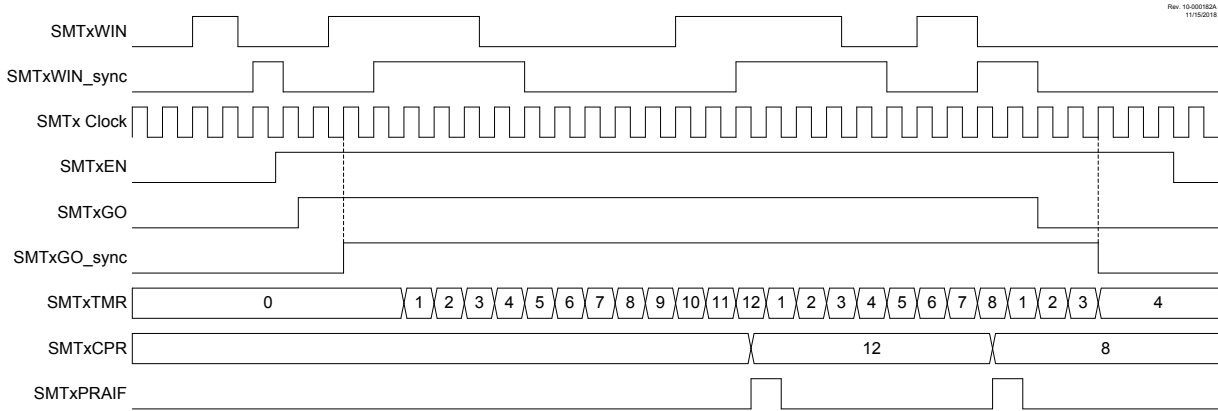 Rev. 10-000182A
11/15/2018
SMTxWIN
SMTxWIN_sync
SMTx Clock
SMTxEN
SMTxGO
SMTxGO_sync
SMTxTMR 0 1 2 3 4 5 6 7 8 9 10 11 12 1 2 3 4 5 6 7 8 1 2 3 4
SMTxCPR 12 8
SMTxPRAIF